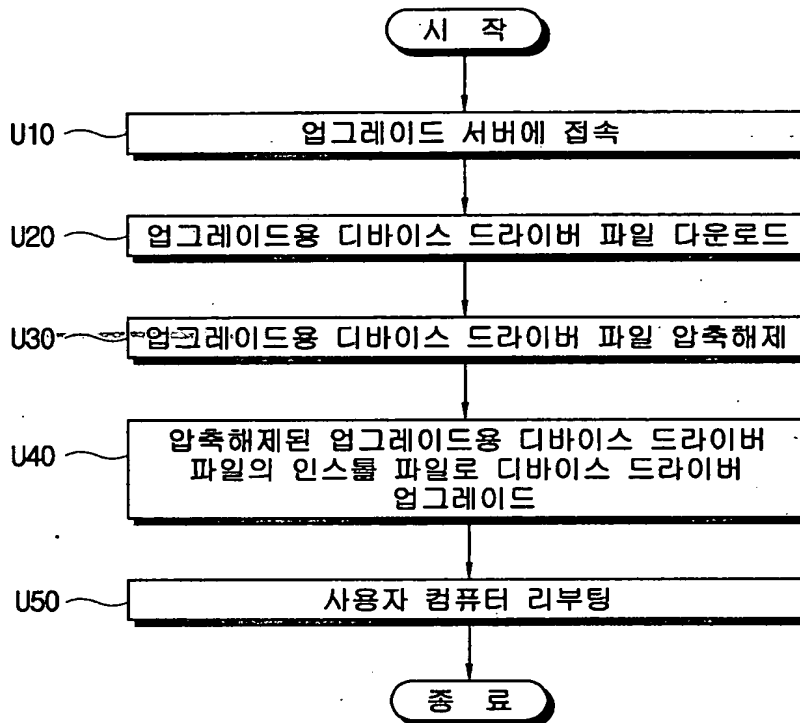 시 작
U10
업그레이드 서버에 접속
U20
업그레이드용 디바이스 드라이버 파일 다운로드
U30
업그레이드용 디바이스 드라이버 파일 압축해제
U40
압축해제된 업그레이드용 디바이스 드라이버
파일의 인스톨 파일로 디바이스 드라이버
업그레이드
U50
사용자 컴퓨터 리부팅
종 료